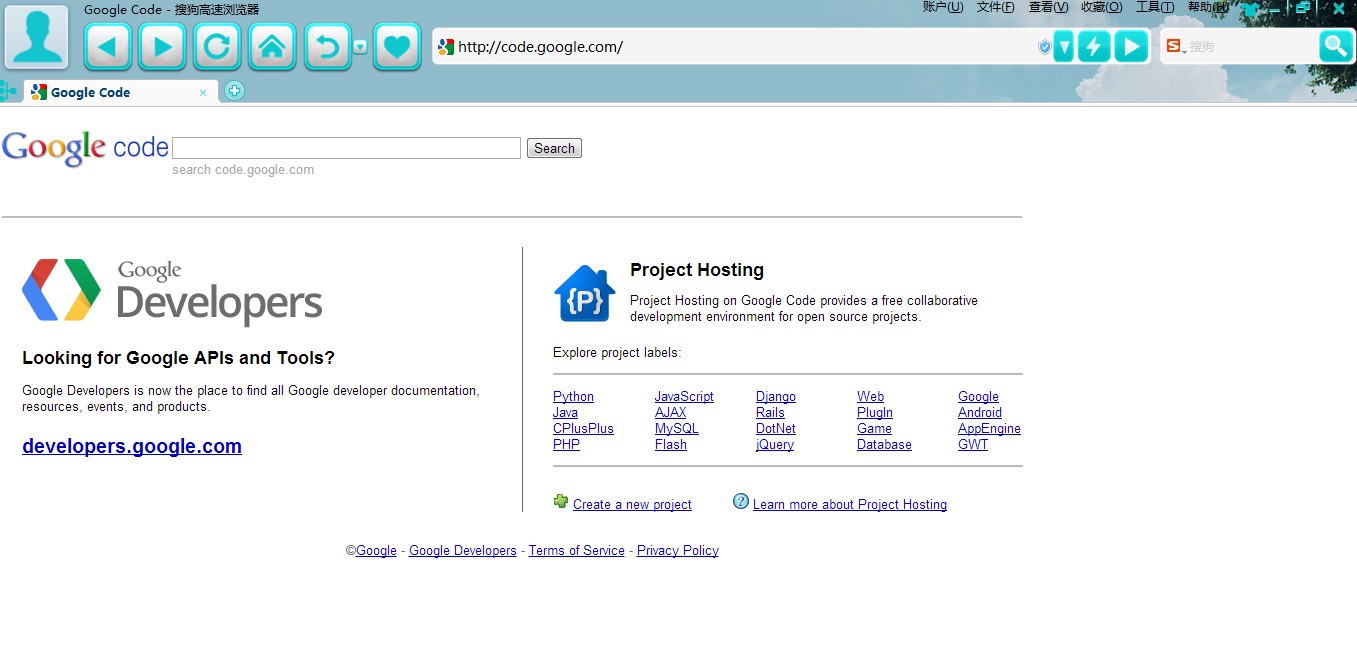 Google Code - 搜狗高速浏览器
账户(U) 文件(F) 查看(V) 收藏(O) 工具(T) 帮助(H)
http://code.google.com/
S 搜狗
Google Code
Google code
Search
search code.google.com
Google
Developers
Looking for Google APIs and Tools?
Google Developers is now the place to find all Google developer documentation,
resources, events, and products.
developers.google.com
{P}
Project Hosting
Project Hosting on Google Code provides a free collaborative
development environment for open source projects.
Explore project labels:
Python JavaScript Django Web Google
Java AJAX Rails PlugIn Android
CPlusPlus MySQL DotNet Game AppEngine
PHP Flash jQuery Database GWT
Create a new project ? Learn more about Project Hosting
©Google - Google Developers - Terms of Service - Privacy Policy